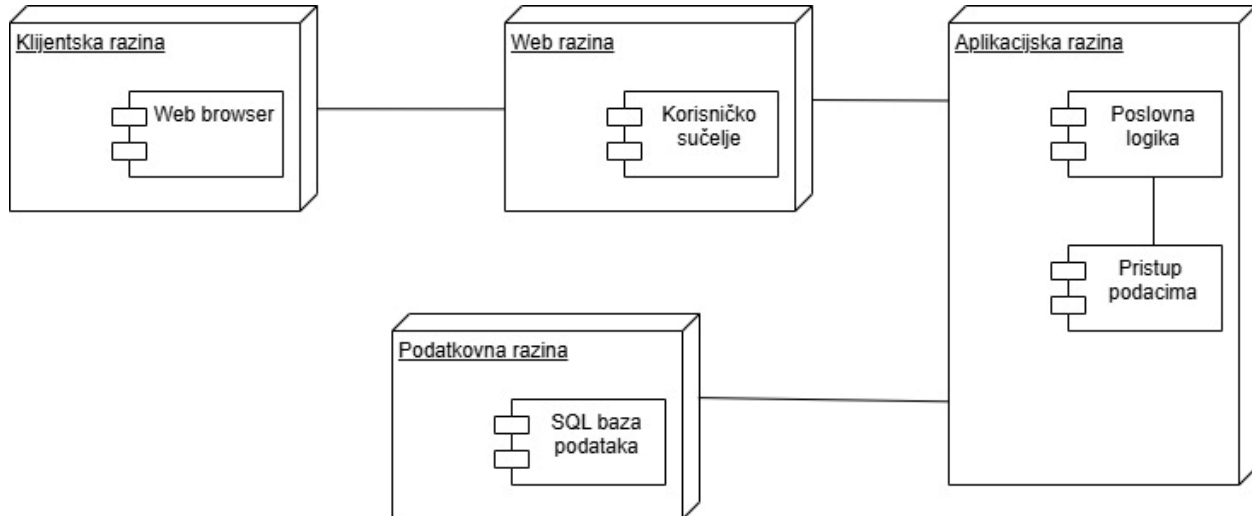 Klijentska razina
Web browser
Web razina
Korisničko
sučelje
Aplikacijska razina
Poslovna
logika
Pristup
podacima
Podatkovna razina
SQL baza
podataka